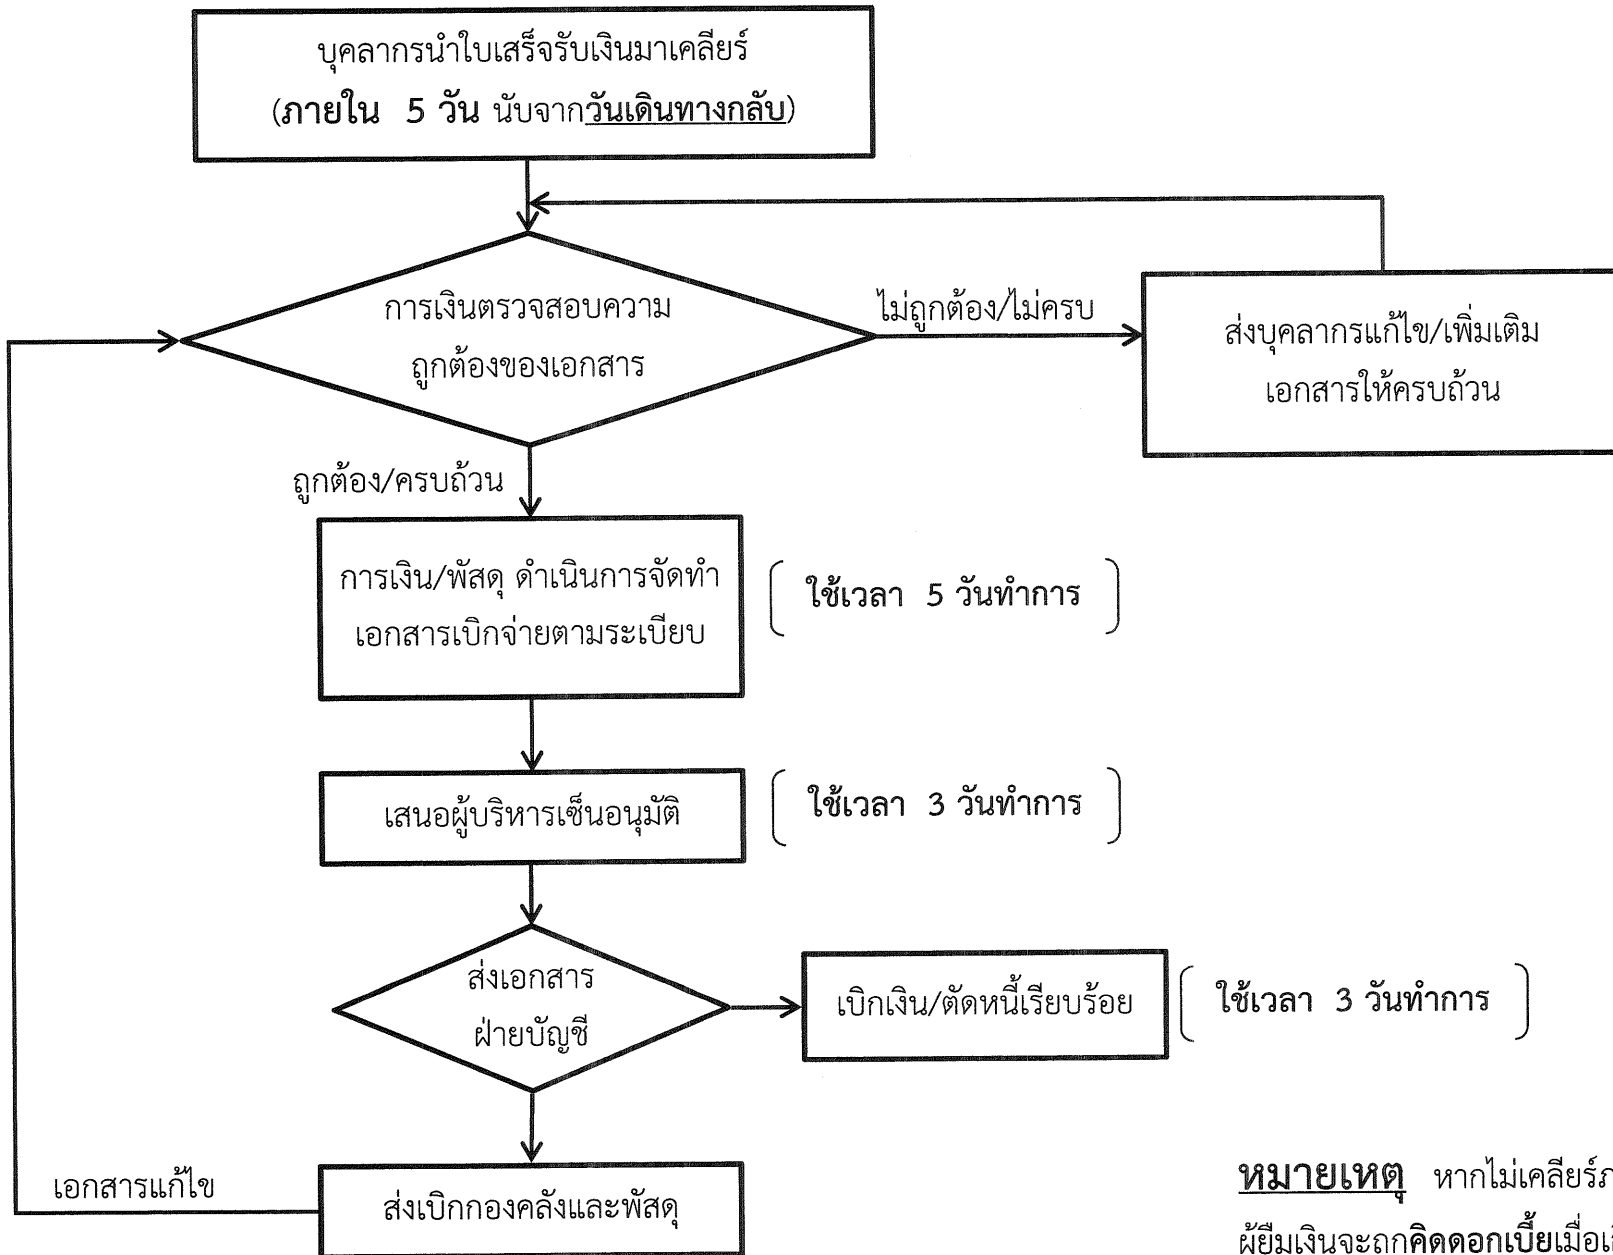 บุคลากรนำใบเสร็จรับเงินมาเคลียร์
(ภายใน 5 วัน นับจากวันเดินทางกลับ)
การเงินตรวจสอบความ
ถูกต้องของเอกสาร
ไม่ถูกต้อง/ไม่ครบ
ส่งบุคลากรแก้ไข/เพิ่มเติม
เอกสารให้ครบถ้วน
ถูกต้อง/ครบถ้วน
การเงิน/พัสดุ ดำเนินการจัดทำ
เอกสารเบิกจ่ายตามระเบียบ
ใช้เวลา 5 วันทำการ
เสนอผู้บริหารเซ็นอนุมัติ
ใช้เวลา 3 วันทำการ
ส่งเอกสาร
ฝ่ายบัญชี
เบิกเงิน/ตัดหนี้เรียบร้อย
ใช้เวลา 3 วันทำการ
เอกสารแก้ไข
ส่งเบิกกองคลังและพัสดุ
หมายเหตุ หากไม่เคลียร์
ผู้ยืมเงินจะถูกคิดดอกเบี้ย